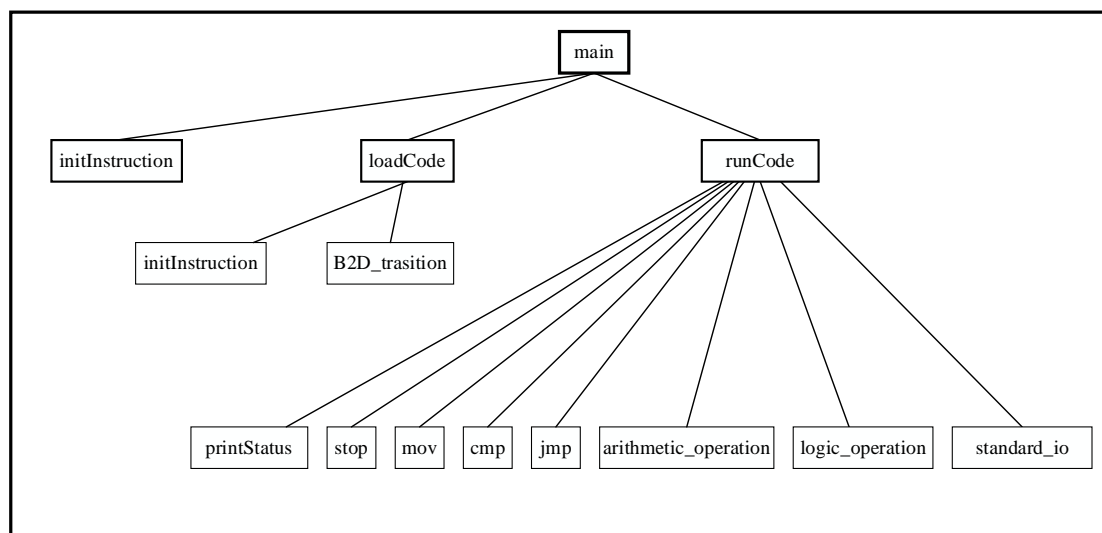 main
initInstruction
loadCode
runCode
initInstruction
B2D_trasition
printStatus
stop
mov
cmp
jmp
arithmetic_operation
logic_operation
standard_io